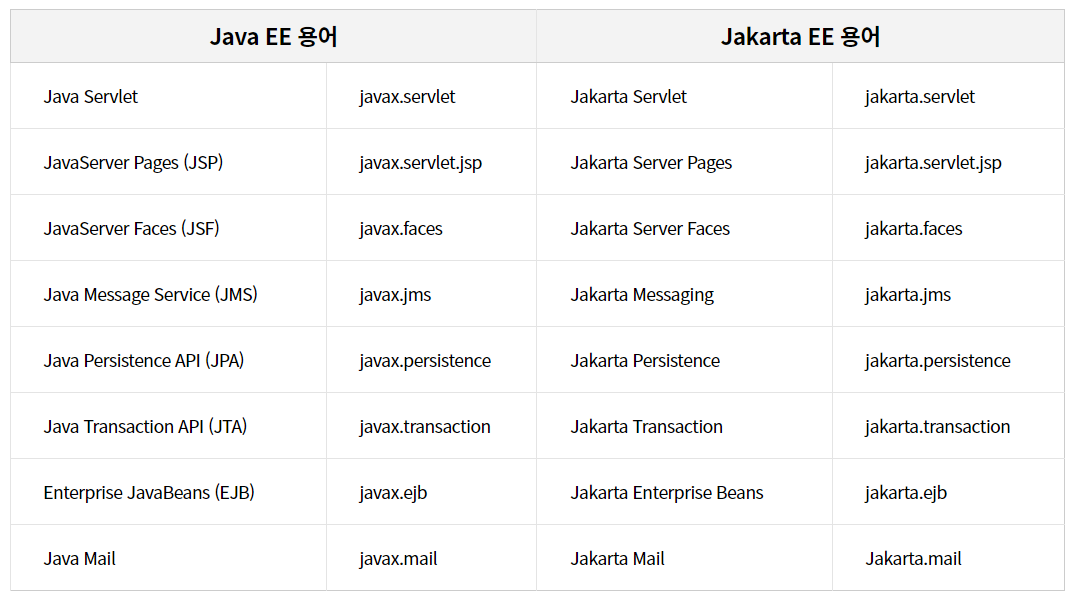 Java EE 용어 Jakarta EE 용어
Java Servlet javax.servlet Jakarta Servlet jakarta.servlet
JavaServer Pages (JSP) javax.servlet.jsp Jakarta Server Pages jakarta.servlet.jsp
JavaServer Faces (JSF) javax.faces Jakarta Server Faces jakarta.faces
Java Message Service (JMS) javax.jms Jakarta Messaging jakarta.jms
Java Persistence API (JPA) javax.persistence Jakarta Persistence jakarta.persistence
Java Transaction API (JTA) javax.transaction Jakarta Transaction jakarta.transaction
Enterprise JavaBeans (EJB) javax.ejb Jakarta Enterprise Beans jakarta.ejb
Java Mail javax.mail Jakarta Mail Jakarta.mail